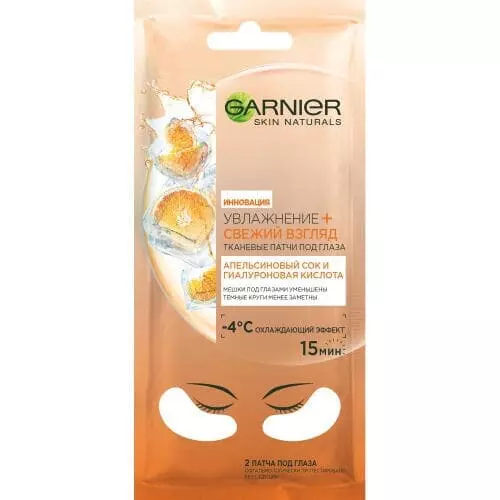 GARNIER
SKIN NATURALS
ИННОВАЦИЯ
УВЛАЖНЕНИЕ +
СВЕЖИЙ ВЗГЛЯД
ТКАНЕВЫЕ ПАТЧИ ПОД ГЛАЗА
АПЕЛЬСИНОВЫЙ СОК И
ГИАЛУРОНОВАЯ КИСЛОТА
МЕШКИ ПОД ГЛАЗАМИ УМЕНЬШЕНЫ
ТЕМНЫЕ КРУГИ МЕНЕЕ ЗАМЕТНЫ
-4°C ОХЛАЖДАЮЩИЙ ЭФФЕКТ
15 МИН
2 ПАТЧА ПОД ГЛАЗА